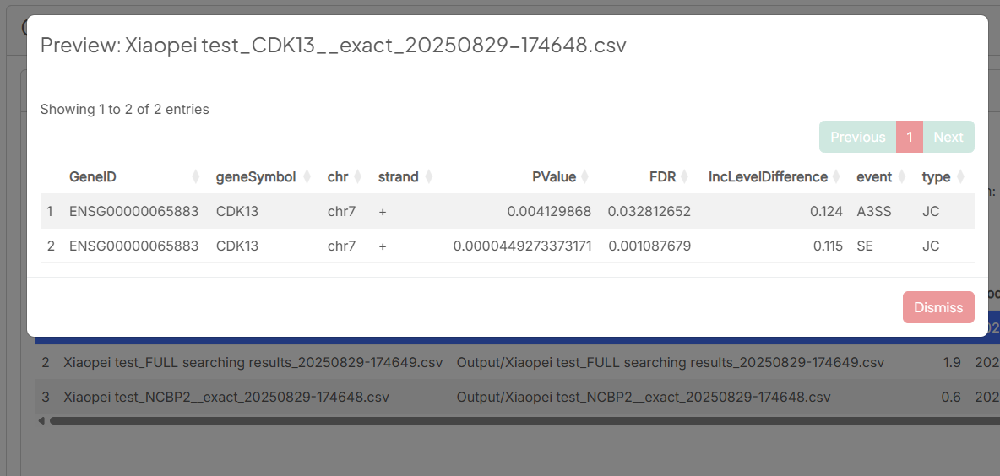 Preview: Xiaopei test_CDK13__exact_20250829-174648.csv
Showing 1 to 2 of 2 entries
Previous 1 Next
GeneID geneSymbol chr strand PValue FDR IncLevelDifference event type
1 ENSG00000065883 CDK13 chr7 + 0.004129868 0.032812652 0.124 A3SS JC
2 ENSG00000065883 CDK13 chr7 + 0.0000449273373171 0.001087679 0.115 SE JC
Dismiss
2 Xiaopei test_FULL searching results_20250829-174649.csv Output/Xiaopei test_FULL searching results_20250829-174649.csv 1.9 202
3 Xiaopei test_NCBP2__exact_20250829-174648.csv Output/Xiaopei test_NCBP2__exact_20250829-174648.csv 0.6 202